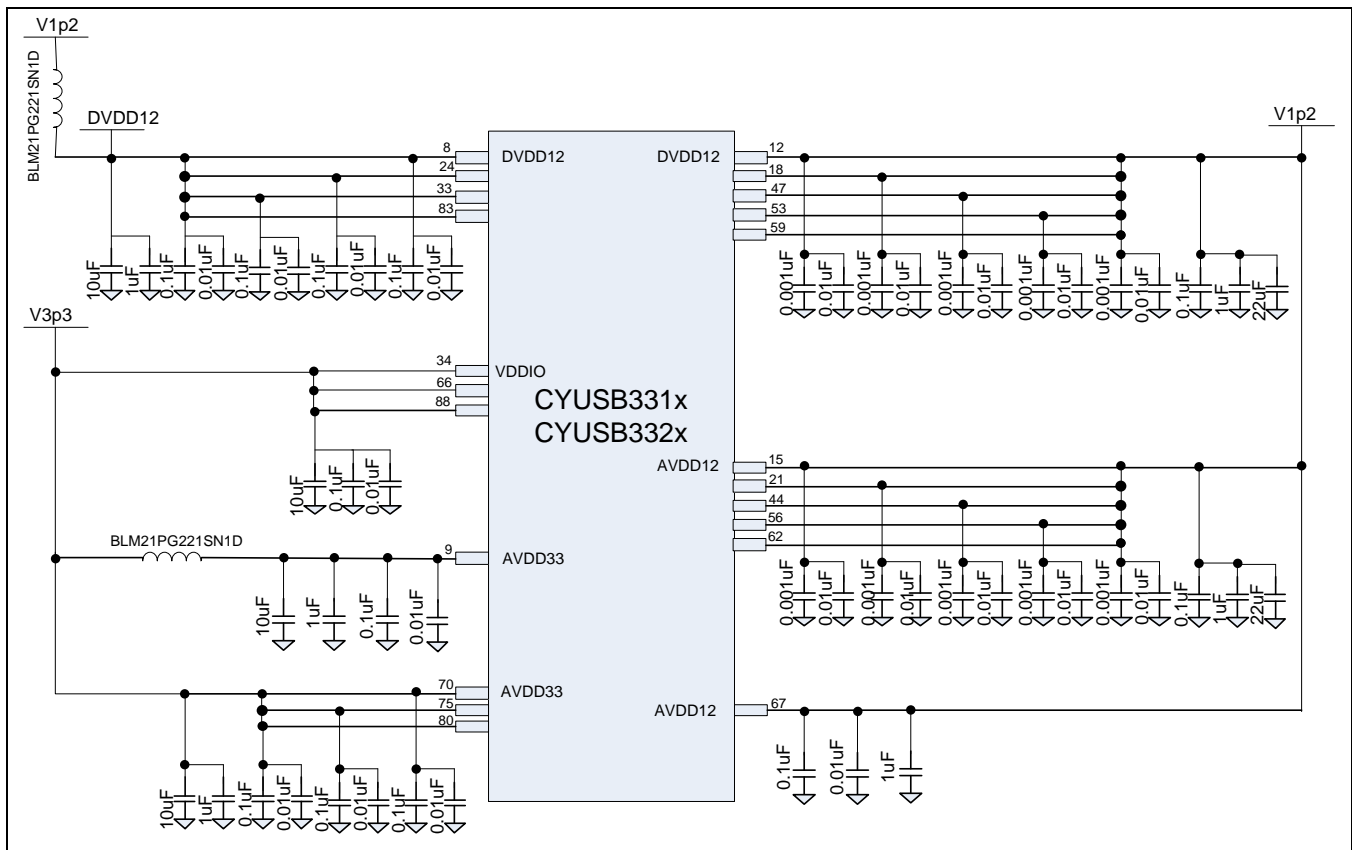 V1p2
BLM21PG221SN1D
DVDD12
8
24
33
83
DVDD12
10uF
1uF
0.1uF
0.01uF
0.1uF
0.01uF
0.1uF
0.01uF
0.1uF
0.01uF
V1p2
DVDD12
12
18
47
53
59
0.001uF
0.01uF
0.001uF
0.01uF
0.001uF
0.01uF
0.001uF
0.01uF
0.001uF
0.01uF
0.1uF
1uF
22uF
V3p3
34
66
88
VDDIO
10uF
0.1uF
0.01uF
CYUSB331x
CYUSB332x
AVDD12
15
21
44
56
62
0.001uF
0.01uF
0.001uF
0.01uF
0.001uF
0.01uF
0.001uF
0.01uF
0.001uF
0.01uF
0.1uF
1uF
22uF
BLM21PG221SN1D
9
AVDD33
10uF
1uF
0.1uF
0.01uF
70
75
80
AVDD33
10uF
1uF
0.1uF
0.01uF
0.1uF
0.01uF
0.1uF
0.01uF
AVDD12
67
0.1uF
0.01uF
1uF